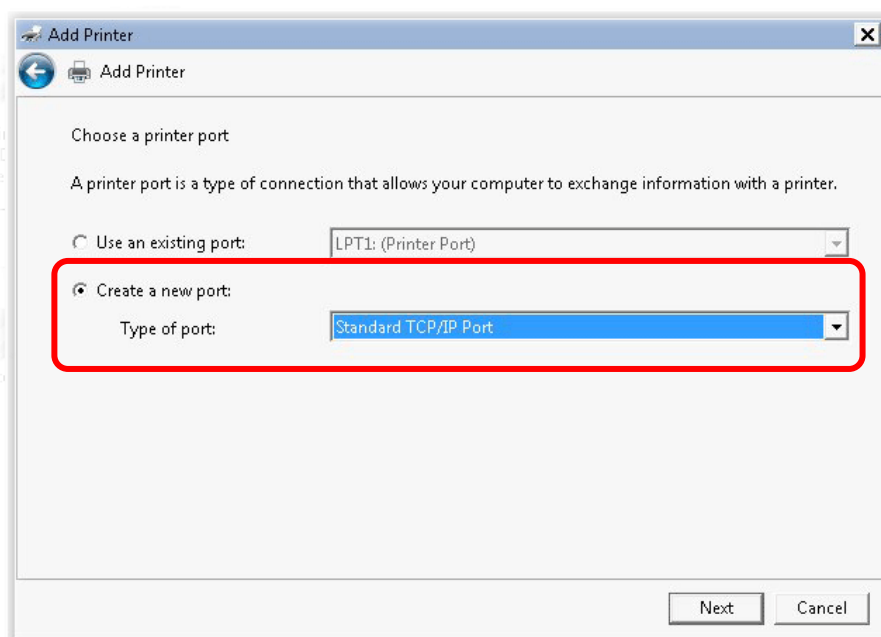 Add Printer
Add Printer
Choose a printer port
A printer port is a type of connection that allows your computer to exchange information with a printer.
Use an existing port: LPT1: (Printer Port)
Create a new port:
Type of port: Standard TCP/IP Port
Next Cancel